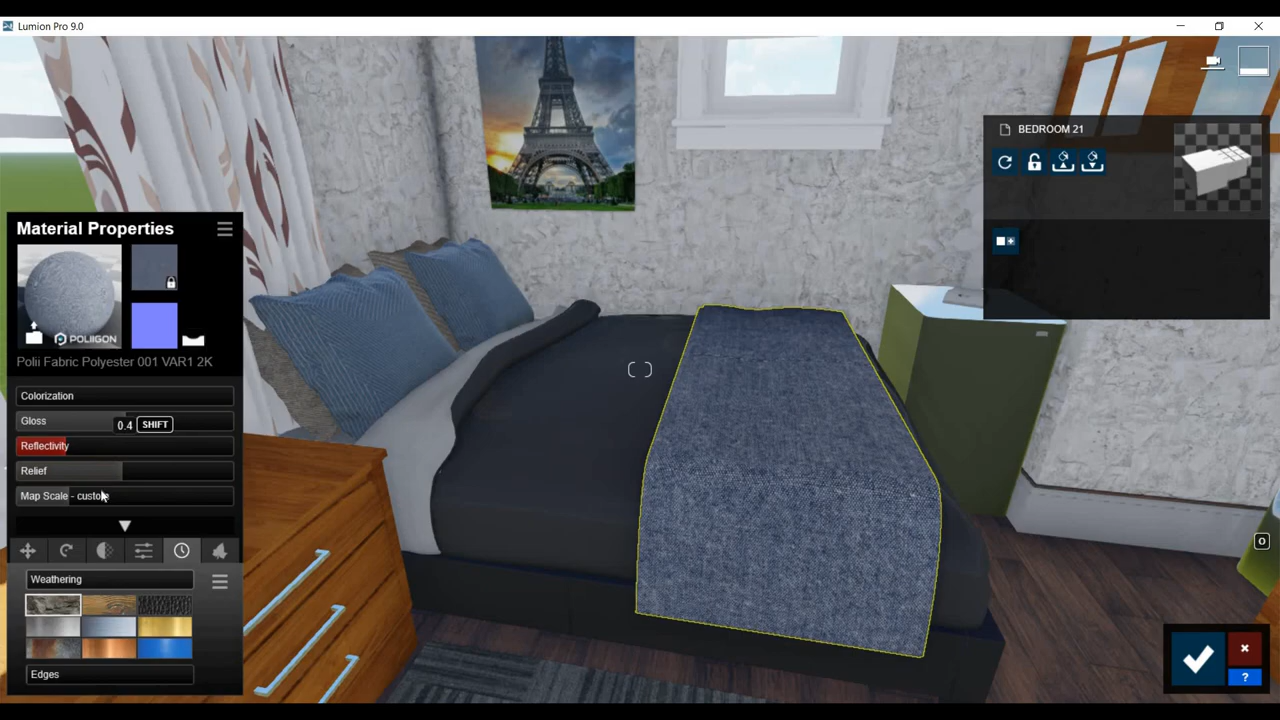 Lumion Pro 9.0
BEDROOM 21
Material Properties
POLIIGON
Polii Fabric Polyester 001 VAR1 2K
Colorization
Gloss
0.4 SHIFT
Reflectivity
Relief
Map Scale - custom
Weathering
Edges
O
?